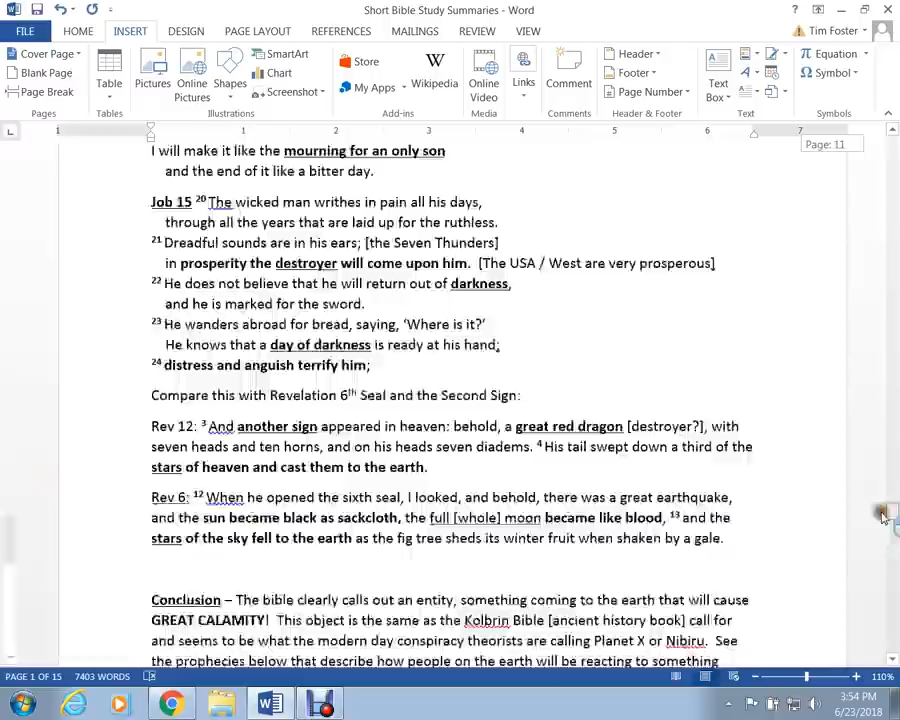 Short Bible Study Summaries - Word
FILE HOME INSERT DESIGN PAGE LAYOUT REFERENCES MAILINGS REVIEW VIEW Tim Foster
Cover Page
Blank Page
Page Break
Pages
Table
Tables
Pictures
Online Pictures
Shapes
SmartArt
Chart
Screenshot
Illustrations
Store
My Apps
Wikipedia
Add-ins
Online Video
Media
Links
Comment
Comments
Header
Footer
Page Number
Header & Footer
Text Box
Text
Equation
Symbol
Symbols
1 1 2 3 4 5 6 7
Page: 11
I will make it like the mourning for an only son
and the end of it like a bitter day.
Job 15 20 The wicked man writhes in pain all his days,
through all the years that are laid up for the ruthless.
21 Dreadful sounds are in his ears; [the Seven Thunders]
in prosperity the destroyer will come upon him. [The USA / West are very prosperous]
22 He does not believe that he will return out of darkness,
and he is marked for the sword.
23 He wanders abroad for bread, saying, ‘Where is it?’
He knows that a day of darkness is ready at his hand;
24 distress and anguish terrify him;
Compare this with Revelation 6th Seal and the Second Sign:
Rev 12: 3 And another sign appeared in heaven: behold, a great red dragon [destroyer?], with
seven heads and ten horns, and on his heads seven diadems. 4 His tail swept down a third of the
stars of heaven and cast them to the earth.
Rev 6: 12 When he opened the sixth seal, I looked, and behold, there was a great earthquake,
and the sun became black as sackcloth, the full [whole] moon became like blood, 13 and the
stars of the sky fell to the earth as the fig tree sheds its winter fruit when shaken by a gale.
Conclusion – The bible clearly calls out an entity, something coming to the earth that will cause
GREAT CALAMITY! This object is the same as the Kolbrin Bible [ancient history book] call for
and seems to be what the modern day conspiracy theorists are calling Planet X or Nibiru. See
the prophecies below that describe how people on the earth will be reacting to something
PAGE 1 OF 15 7403 WORDS 110%
3:54 PM
6/23/2018